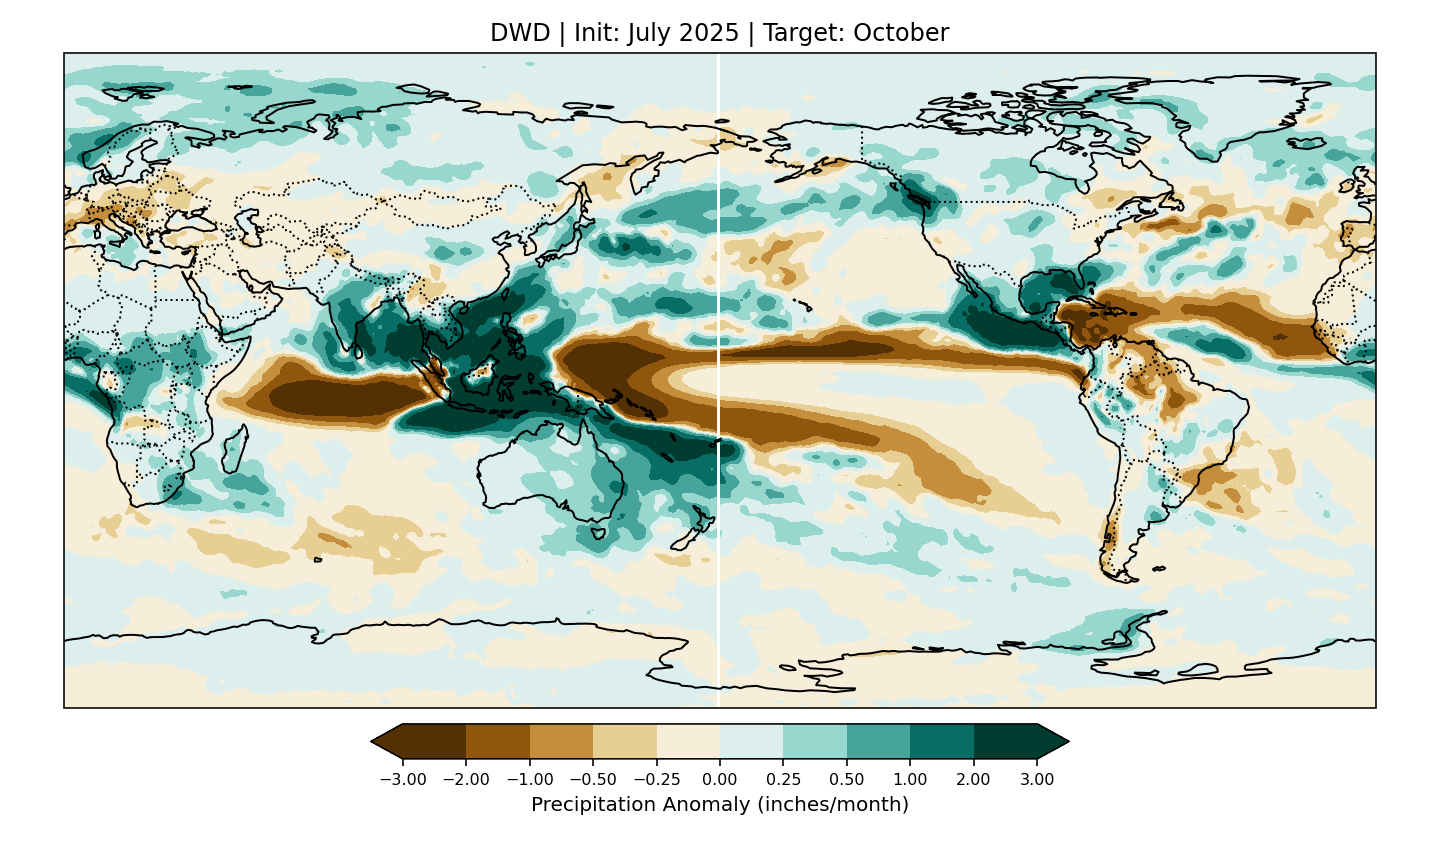 DWD | Init: July 2025 | Target: October
−3.00 −2.00 −1.00 −0.50 −0.25 0.00 0.25 0.50 1.00 2.00 3.00
Precipitation Anomaly (inches/month)